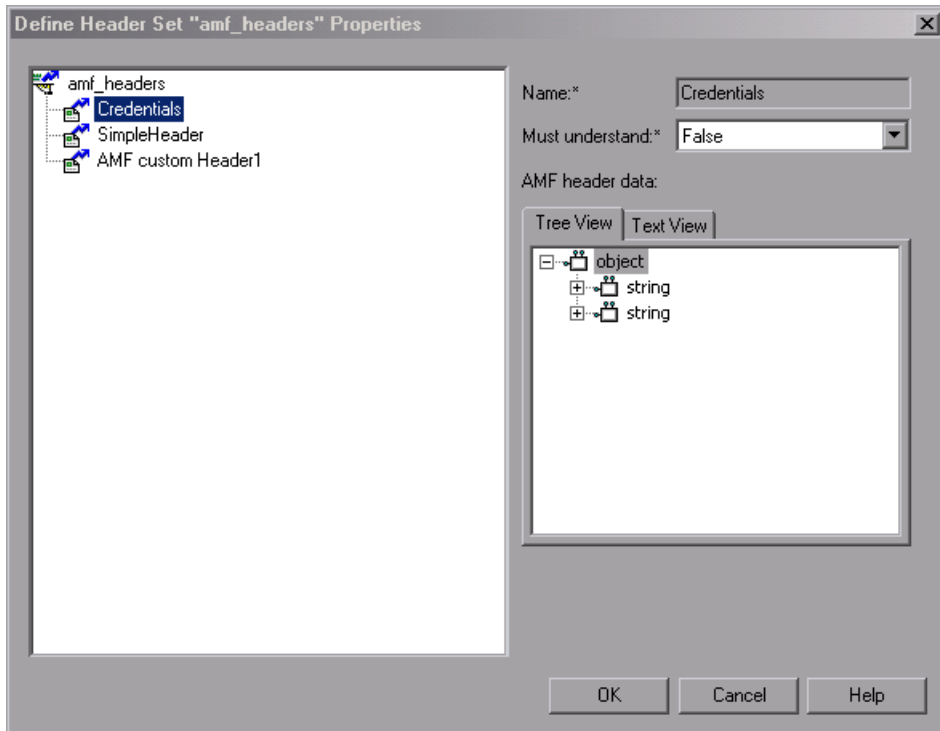 Define Header Set "amf_headers" Properties
amf_headers
Credentials
SimpleHeader
AMF custom Header1
Name:*
Credentials
Must understand:*
False
AMF header data:
Tree View
Text View
object
string
string
OK
Cancel
Help